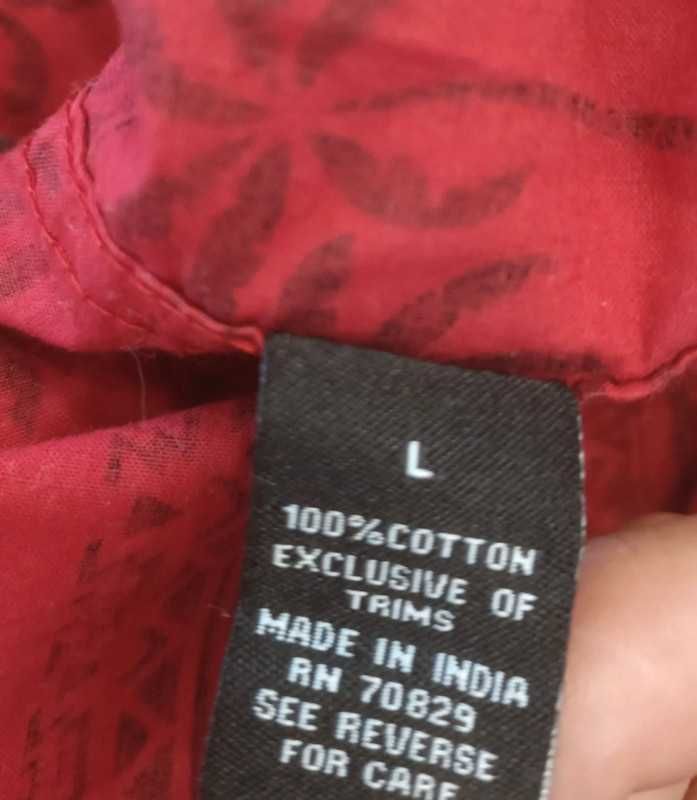 L
100%COTTON
EXCLUSIVE OF
TRIMS
MADE IN INDIA
RN 70829
SEE REVERSE
FOR CARE